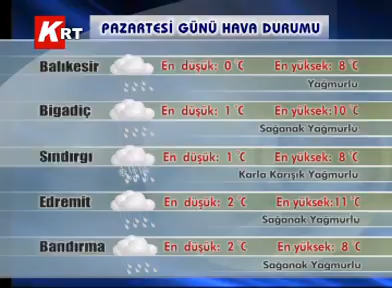 KRT
PAZARTESİ GÜNÜ HAVA DURUMU
Balıkesir En düşük: 0°C En yüksek: 8°C
Yağmurlu
Bigadiç En düşük: 1°C En yüksek:10°C
Sağanak Yağmurlu
Sındırgı En düşük: 1°C En yüksek: 8°C
Karla Karışık Yağmurlu
Edremit En düşük: 2°C En yüksek:11°C
Sağanak Yağmurlu
Bandırma En düşük: 2°C En yüksek: 8°C
Sağanak Yağmurlu